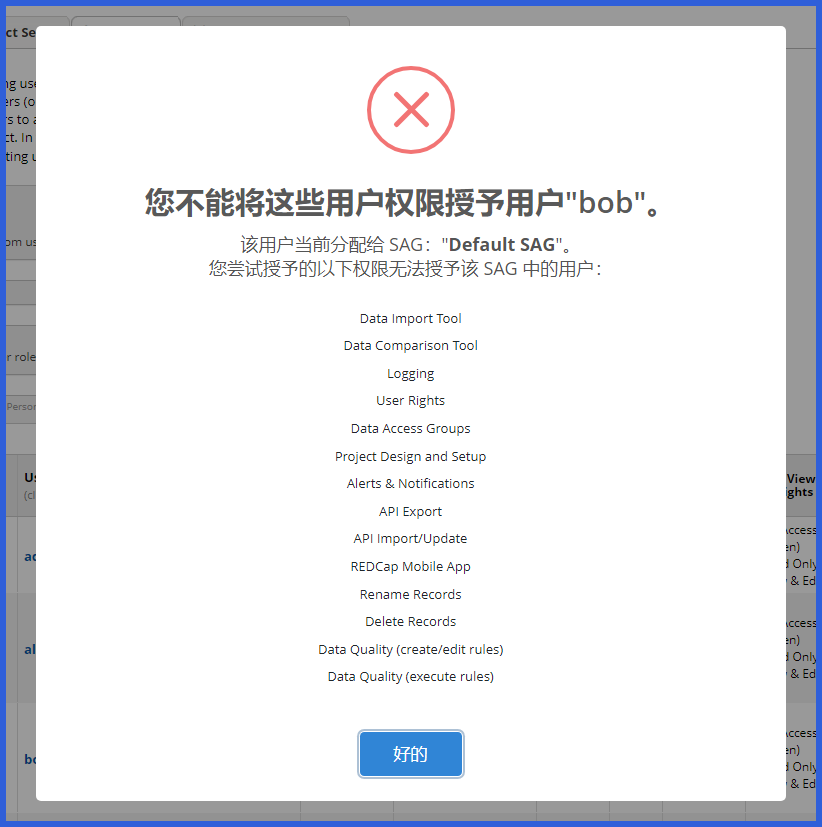 ct Se
ng use
ers (o
rs to a
ct. In
ting u
om us
r role
Person
您不能将这些用户权限授予用户"bob"。
该用户当前分配给 SAG："Default SAG"。
您尝试授予的以下权限无法授予该 SAG 中的用户：
Data Import Tool
Data Comparison Tool
Logging
User Rights
Data Access Groups
Project Design and Setup
Alerts & Notifications
API Export
API Import/Update
REDCap Mobile App
Rename Records
Delete Records
Data Quality (create/edit rules)
Data Quality (execute rules)
好的
Us
(cl
ad
al
bo
View
ights
Access
en)
d Only
& Ed
Access
en)
d Only
& Ed
Access
en)
d Only
& Ed